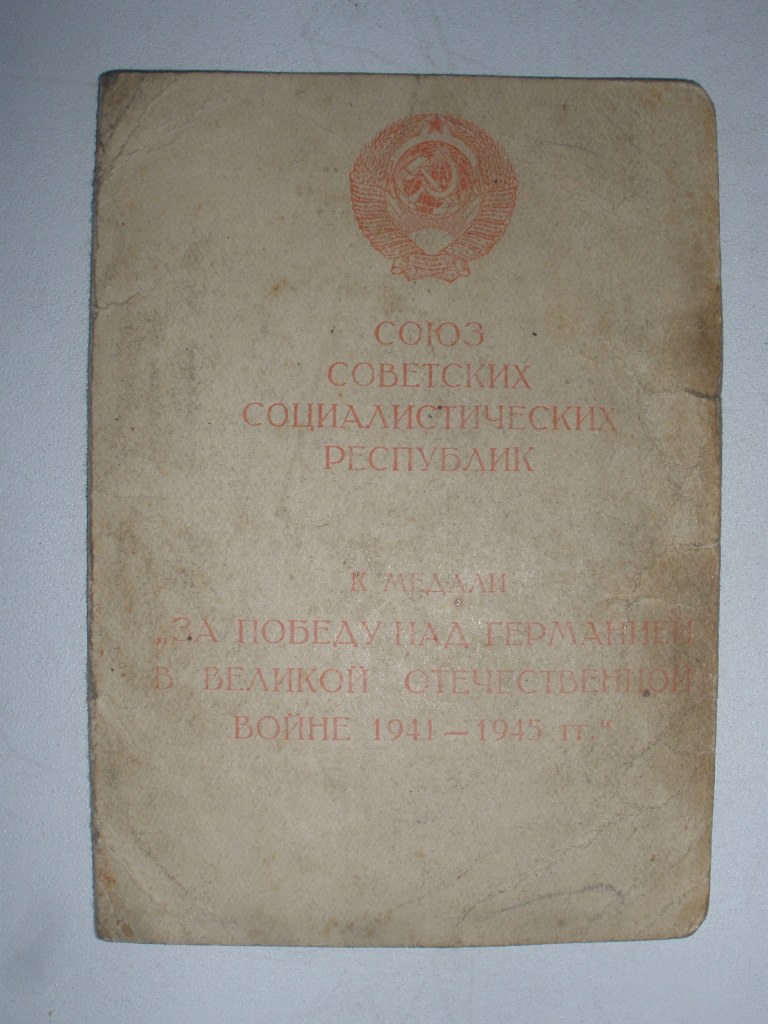 СОЮЗ
СОВЕТСКИХ
СОЦИАЛИСТИЧЕСКИХ
РЕСПУБЛИК
К МЕДАЛИ
„ЗА ПОБЕДУ НАД ГЕРМАНИЕЙ
В ВЕЛИКОЙ ОТЕЧЕСТВЕННОЙ
ВОЙНЕ 1941—1945 гг.“